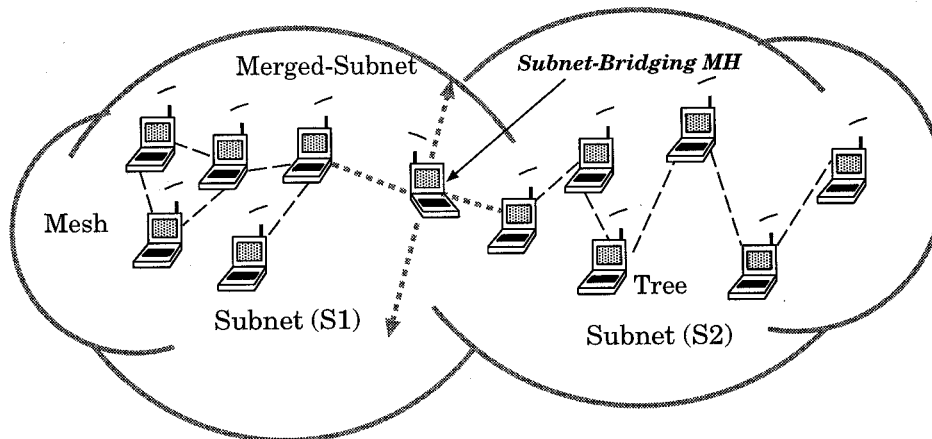 Merged-Subnet
Subnet-Bridging MH
Mesh
Tree
Subnet (S1)
Subnet (S2)